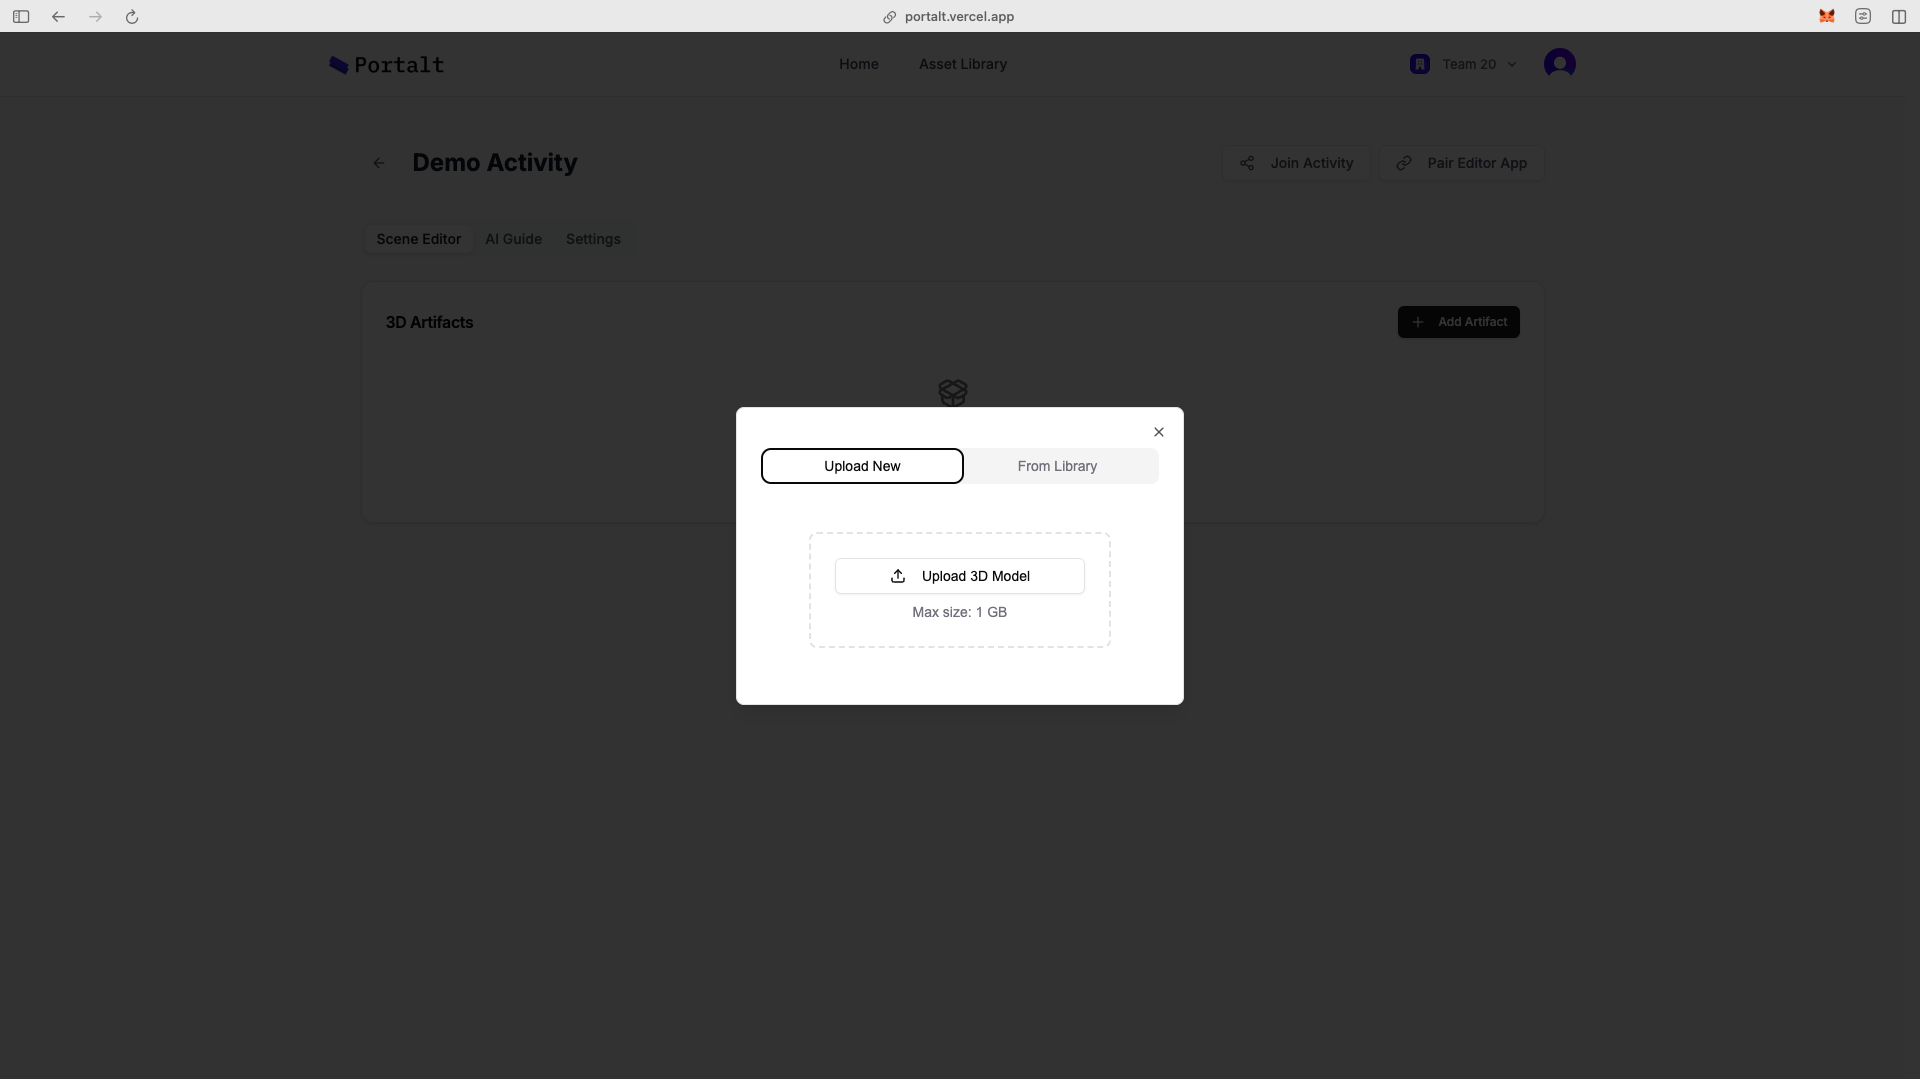 portalt.vercel.app
Portalt
Home
Asset Library
Team 20
Demo Activity
Join Activity
Pair Editor App
Scene Editor
AI Guide
Settings
3D Artifacts
Add Artifact
Upload New
From Library
Upload 3D Model
Max size: 1 GB